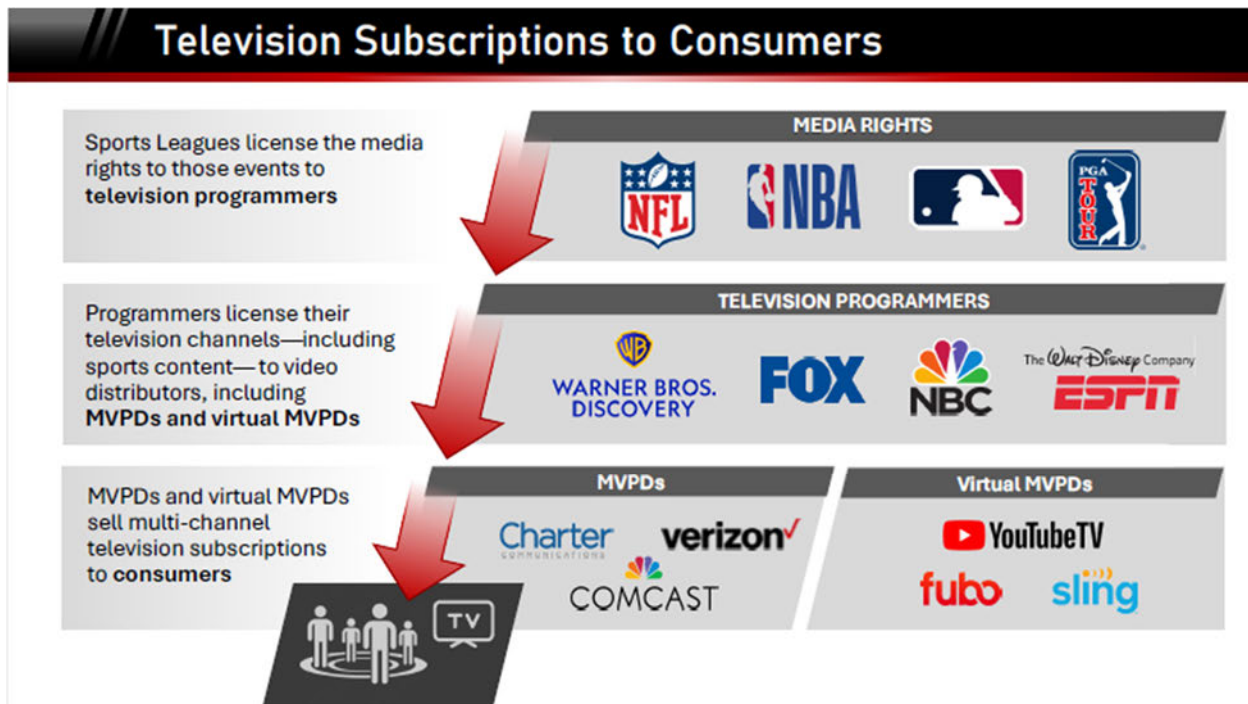 Television Subscriptions to Consumers
Sports Leagues license the media
rights to those events to
television programmers
MEDIA RIGHTS
NFL
NBA
PGA
TOUR
Programmers license their
television channels—including
sports content—to video
distributors, including
MVPDs and virtual MVPDs
TELEVISION PROGRAMMERS
WB
WARNER BROS.
DISCOVERY
FOX
NBC
The Walt Disney Company
ESPN
MVPDs and virtual MVPDs
sell multi-channel
television subscriptions
to consumers
MVPDs
Charter
COMMUNICATIONS
verizon
COMCAST
Virtual MVPDs
YouTubeTV
fubo
sling
TV